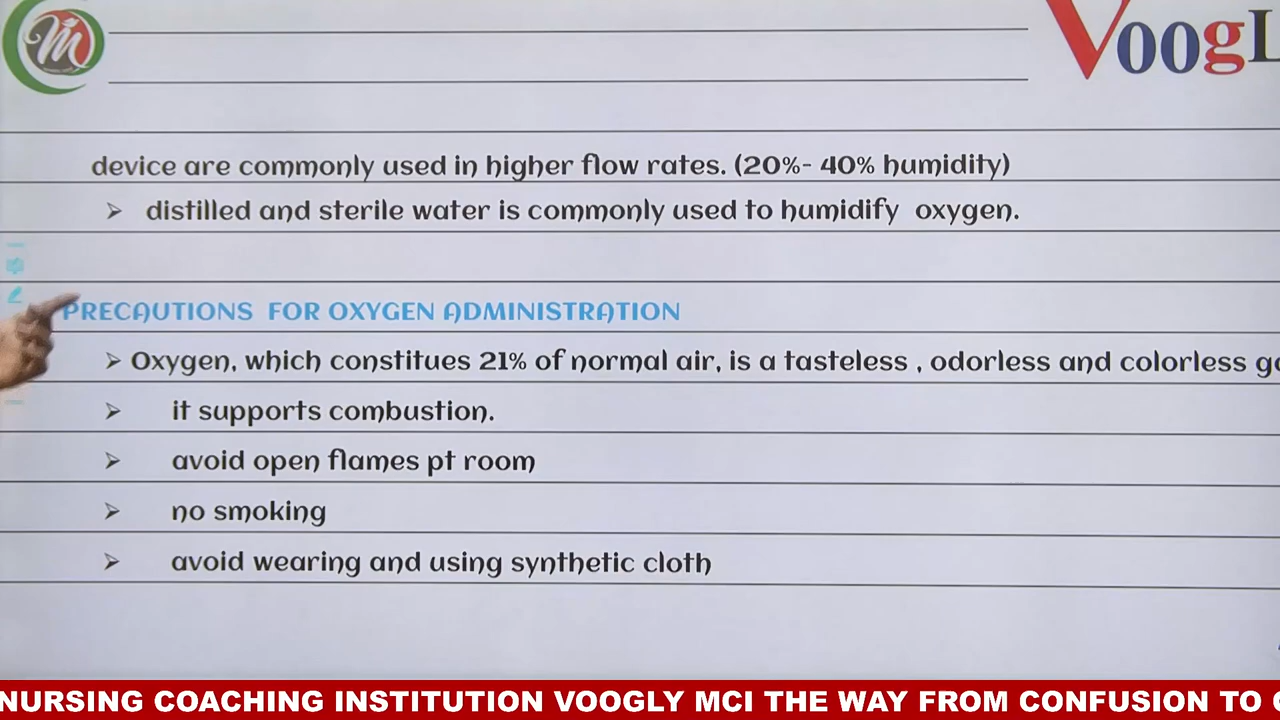 M
VoogL
device are commonly used in higher flow rates. (20%- 40% humidity)
➢ distilled and sterile water is commonly used to humidify oxygen.
PRECAUTIONS FOR OXYGEN ADMINISTRATION
➢ Oxygen, which constitues 21% of normal air, is a tasteless , odorless and colorless
➢ it supports combustion.
➢ avoid open flames pt room
➢ no smoking
➢ avoid wearing and using synthetic cloth
NURSING COACHING INSTITUTION VOOGLY MCI THE WAY FROM CONFUSION TO